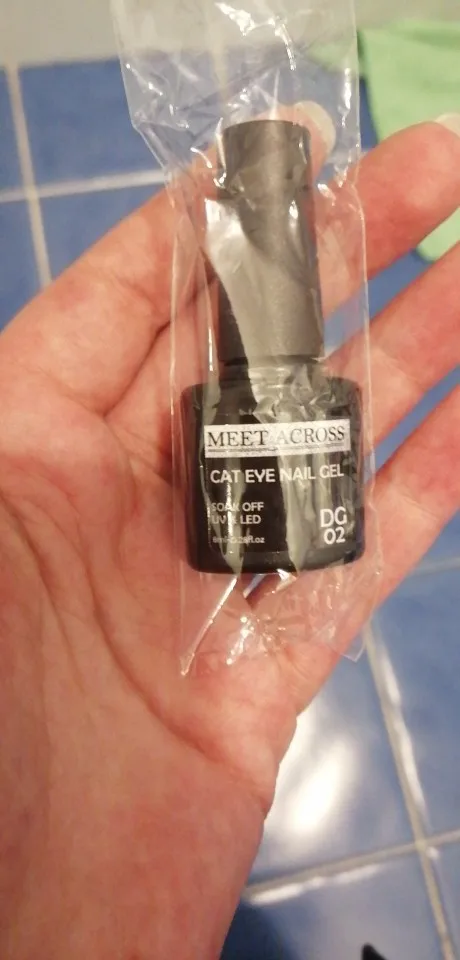 MEET ACROSS
CAT EYE NAIL GEL
SOAK OFF
UV & LED
DG
02